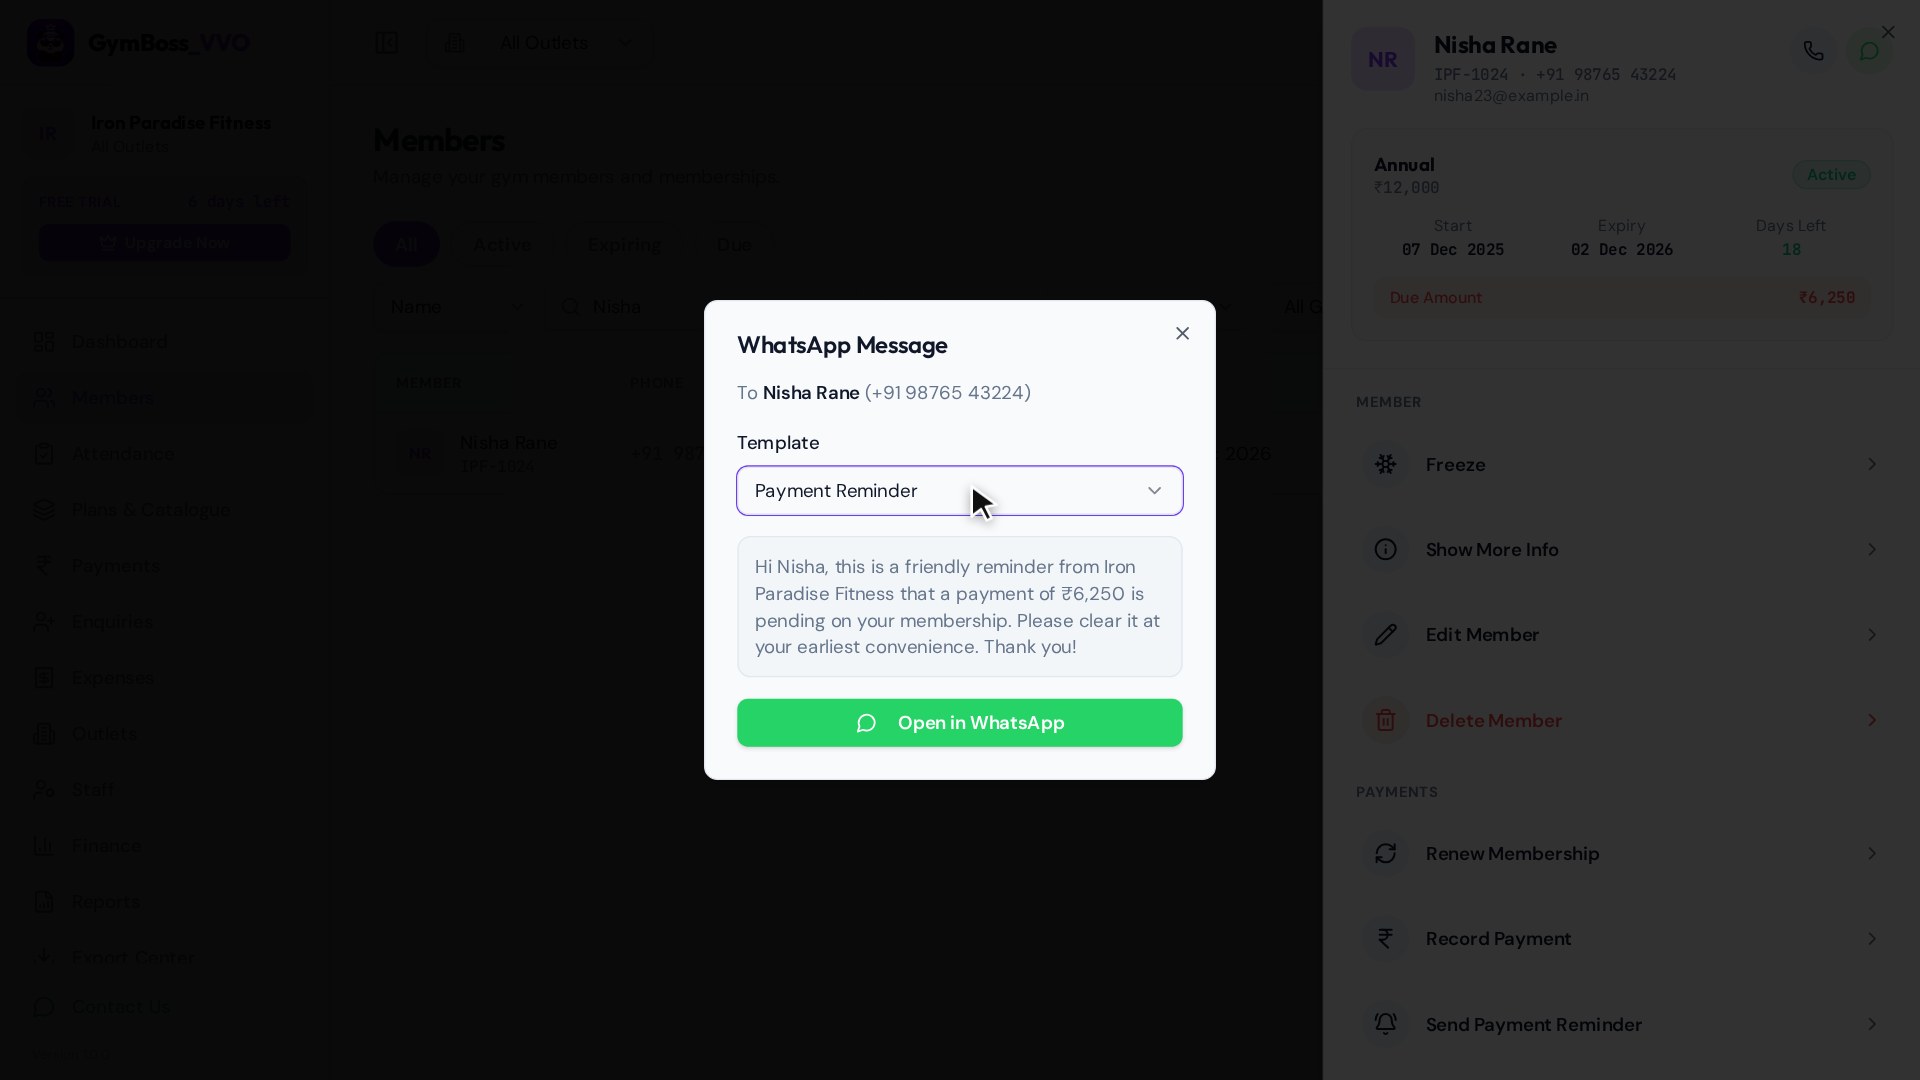 GymBoss_VVO
All Outlets
IR
Iron Paradise Fitness
All Outlets
FREE TRIAL
6 days left
Upgrade Now
Dashboard
Members
Attendance
Plans & Catalogue
Payments
Enquiries
Expenses
Outlets
Staff
Finance
Reports
Export Center
Contact Us
Members
Manage your gym members and memberships.
All
Active
Expiring
Due
Name
Nisha
All G
MEMBER
PHONE
NR
Nisha Rane
IPF-1024
+91 987
2026
WhatsApp Message
To Nisha Rane (+91 98765 43224)
Template
Payment Reminder
Hi Nisha, this is a friendly reminder from Iron
Paradise Fitness that a payment of ₹6,250 is
pending on your membership. Please clear it at
your earliest convenience. Thank you!
Open in WhatsApp
NR
Nisha Rane
IPF-1024 · +91 98765 43224
nisha23@example.in
Annual
₹12,000
Active
Start
Expiry
Days Left
07 Dec 2025
02 Dec 2026
18
Due Amount
₹6,250
MEMBER
Freeze
Show More Info
Edit Member
Delete Member
PAYMENTS
Renew Membership
Record Payment
Send Payment Reminder